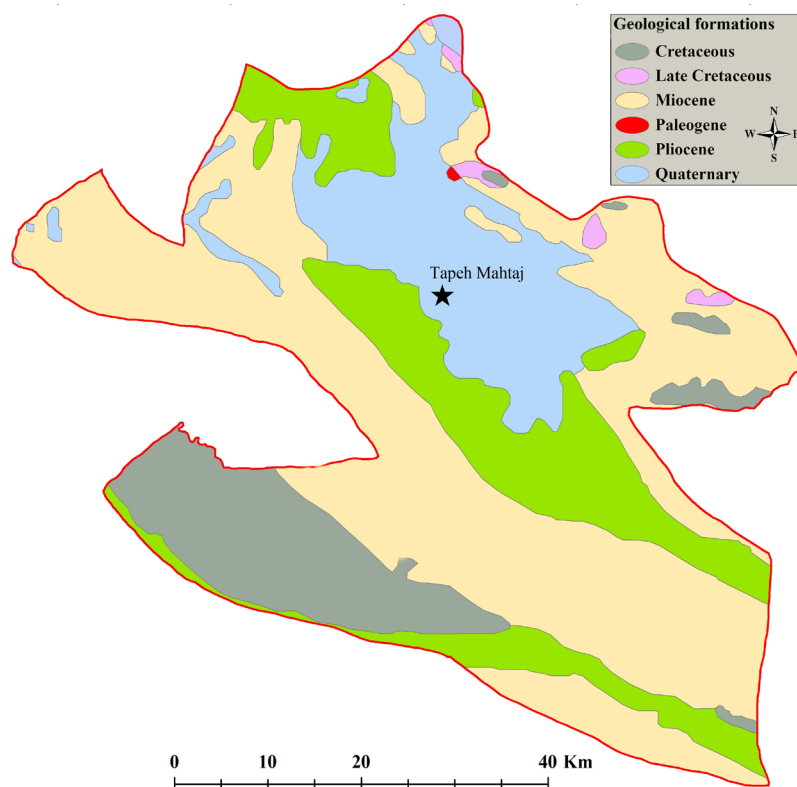 Geological formations
Cretaceous
Late Cretaceous
Miocene
Paleogene
Pliocene
Quaternary
N
W E
S
Tapeh Mahtaj
0 10 20 40 Km